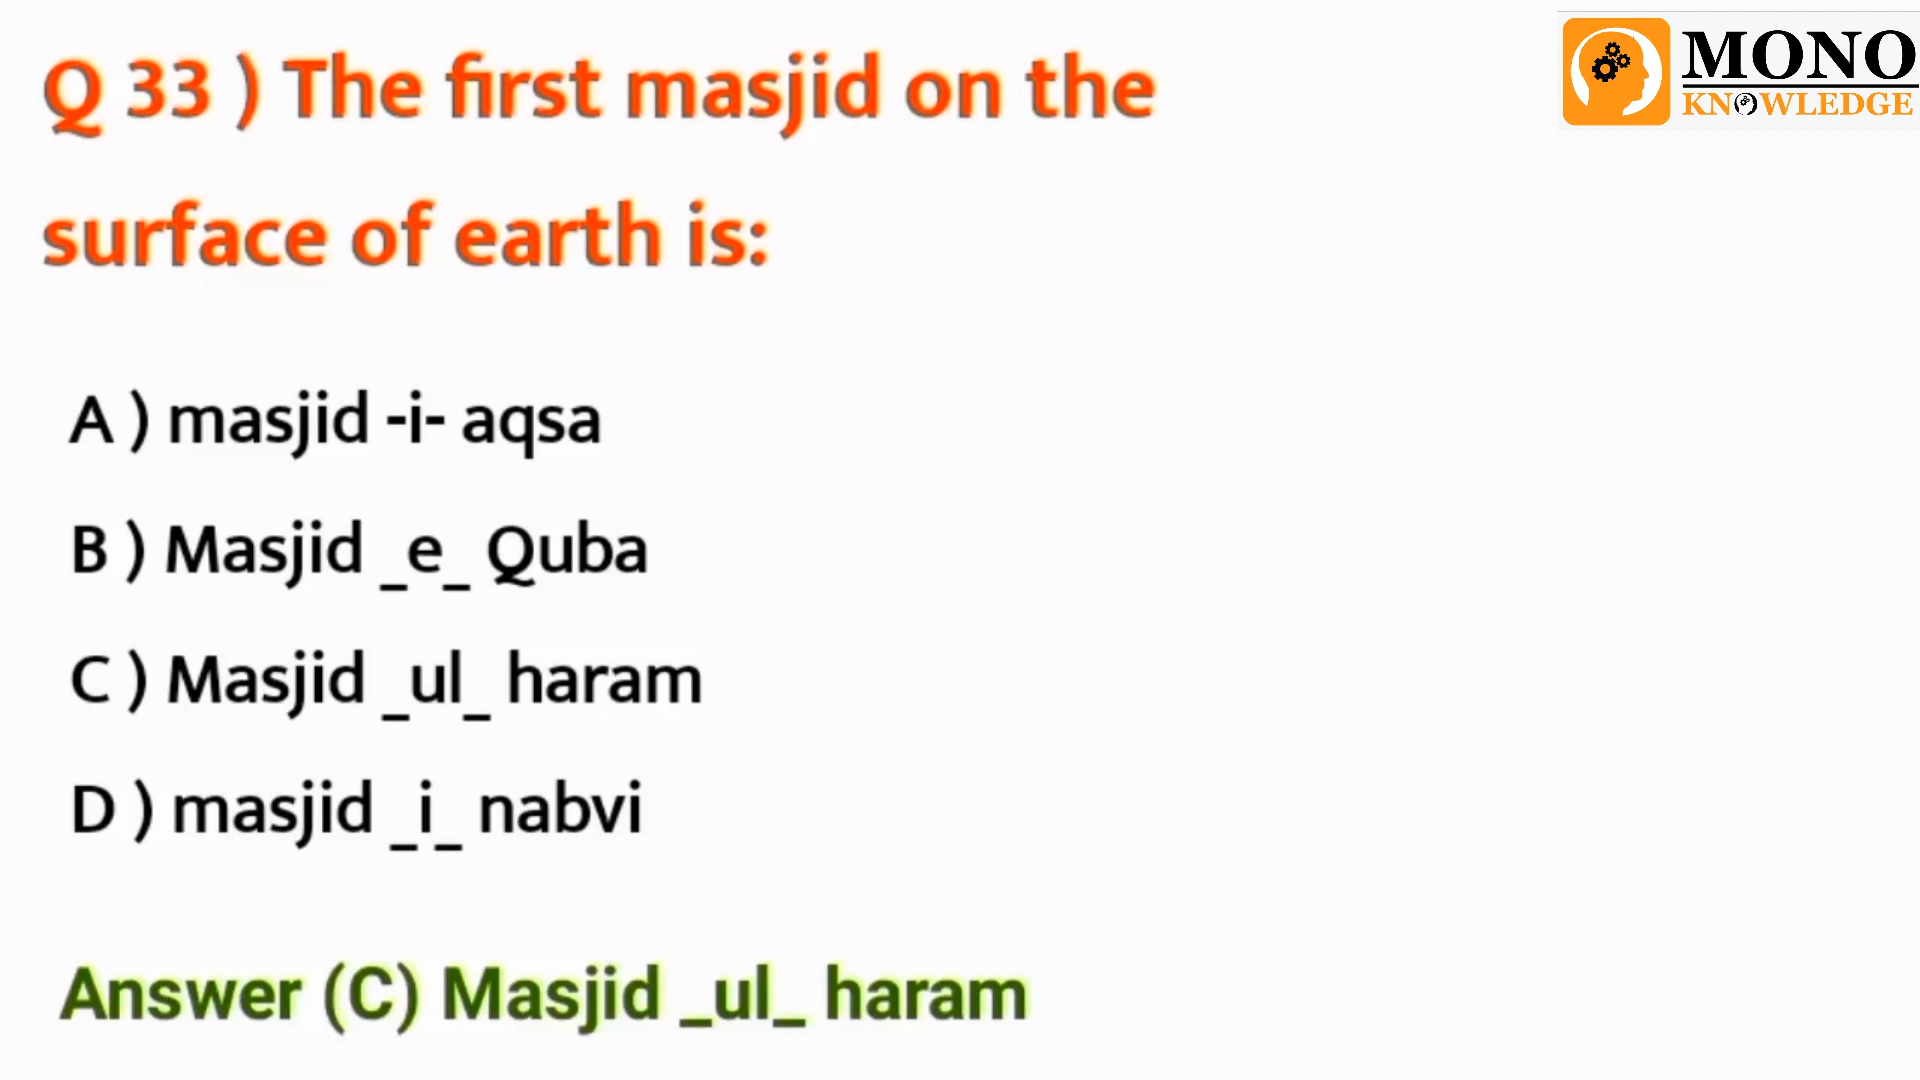 Q 33 ) The first masjid on the
surface of earth is:
MONO
KNOWLEDGE
A ) masjid -i- aqsa
B ) Masjid _e_ Quba
C ) Masjid _ul_ haram
D ) masjid _i_ nabvi
Answer (C) Masjid _ul_ haram